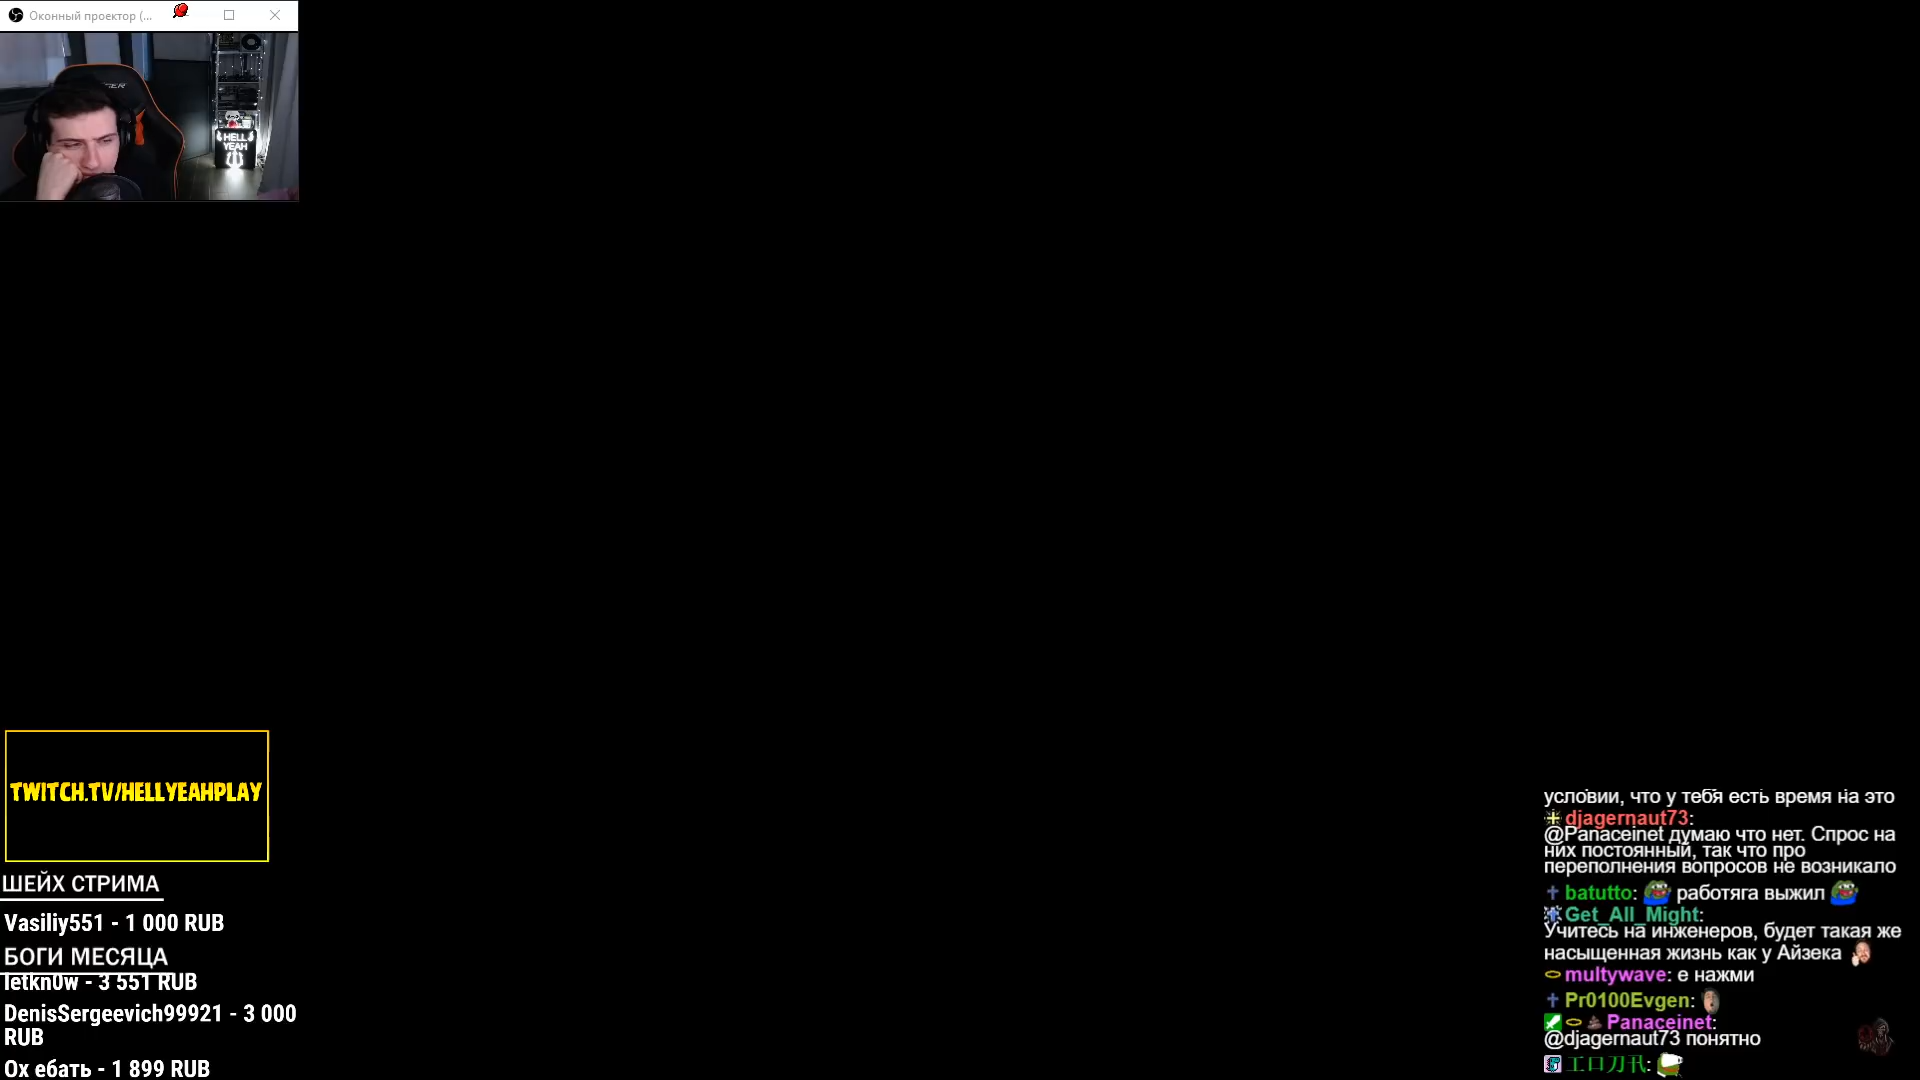 Оконный проектор (...
HELL
YEAH
TWITCH.TV/HELLYEAHPLAY
ШЕЙХ СТРИМА
Vasiliy551 - 1 000 RUB
БОГИ МЕСЯЦА
letkn0w - 3 551 RUB
DenisSergeevich99921 - 3 000
RUB
Ох ебать - 1 899 RUB
условии, что у тебя есть время на это
djagernaut73:
@Panaceinet думаю что нет. Спрос на
них постоянный, так что про
переполнения вопросов не возникало
batutto: работяга выжил
Get_All_Might:
Учитесь на инженеров, будет такая же
насыщенная жизнь как у Айзека
multywave: е нажми
Pr0100Evgen:
Panaceinet:
@djagernaut73 понятно